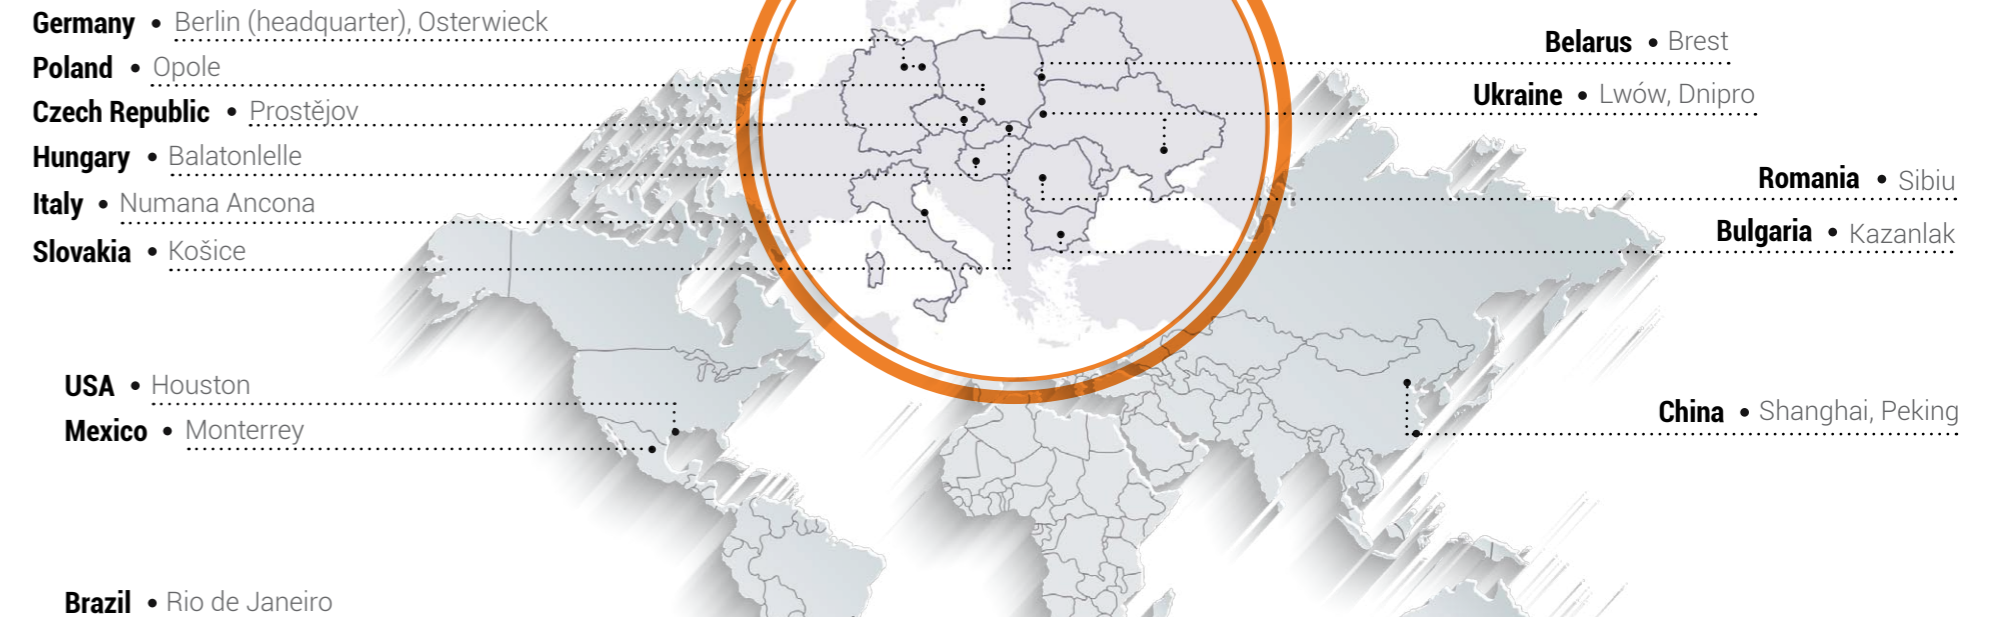 Germany • Berlin (headquarter), Osterwieck
Poland • Opole
Czech Republic • Prostějov
Hungary • Balatonlelle
Italy • Numana Ancona
Slovakia • Košice
USA • Houston
Mexico • Monterrey
Brazil • Rio de Janeiro
Belarus • Brest
Ukraine • Lwów, Dnipro
Romania • Sibiu
Bulgaria • Kazanlak
China • Shanghai, Peking